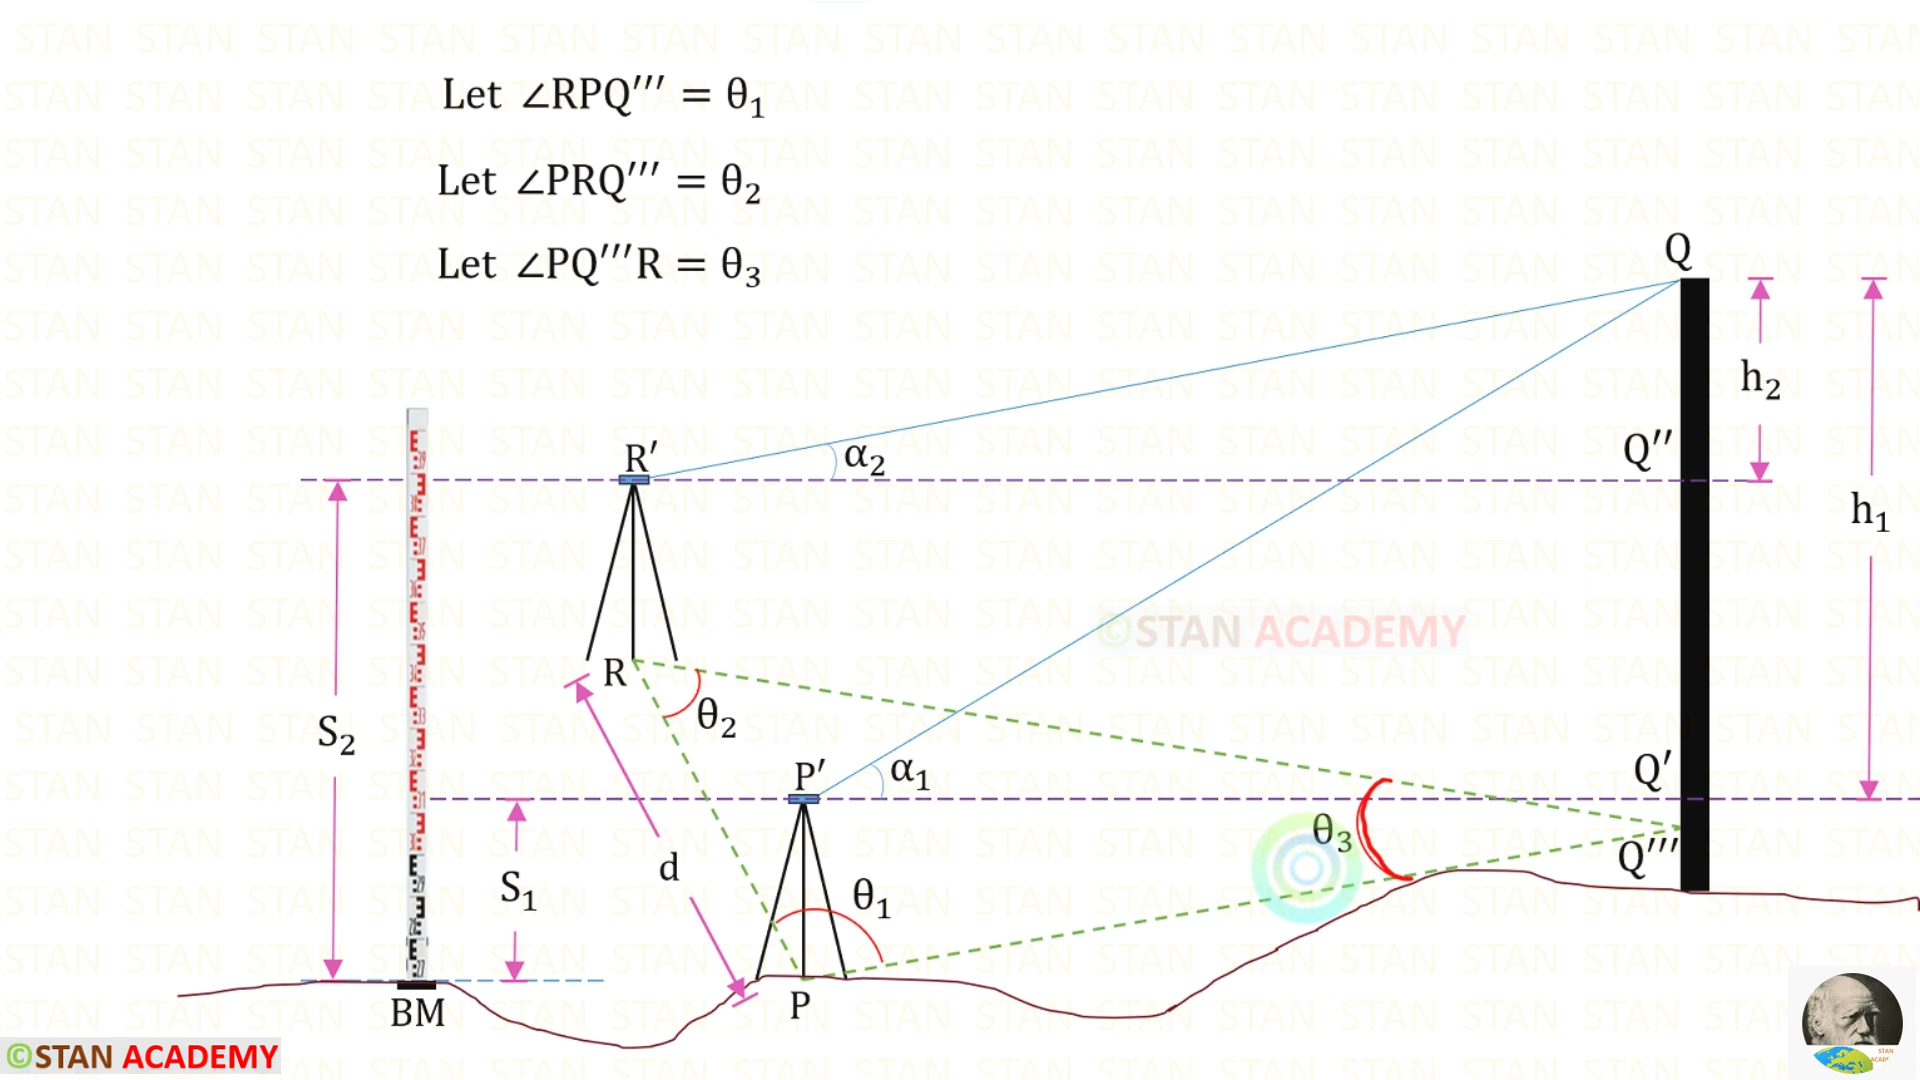 Let ∠RPQ′′′ = θ₁
Let ∠PRQ′′′ = θ₂
Let ∠PQ′′′R = θ₃
Q
h₂
R′
α₂
Q′′
h₁
©STAN ACADEMY
R
θ₂
S₂
P′
α₁
Q′
θ₃
Q′′′
d
S₁
θ₁
BM
P
©STAN ACADEMY